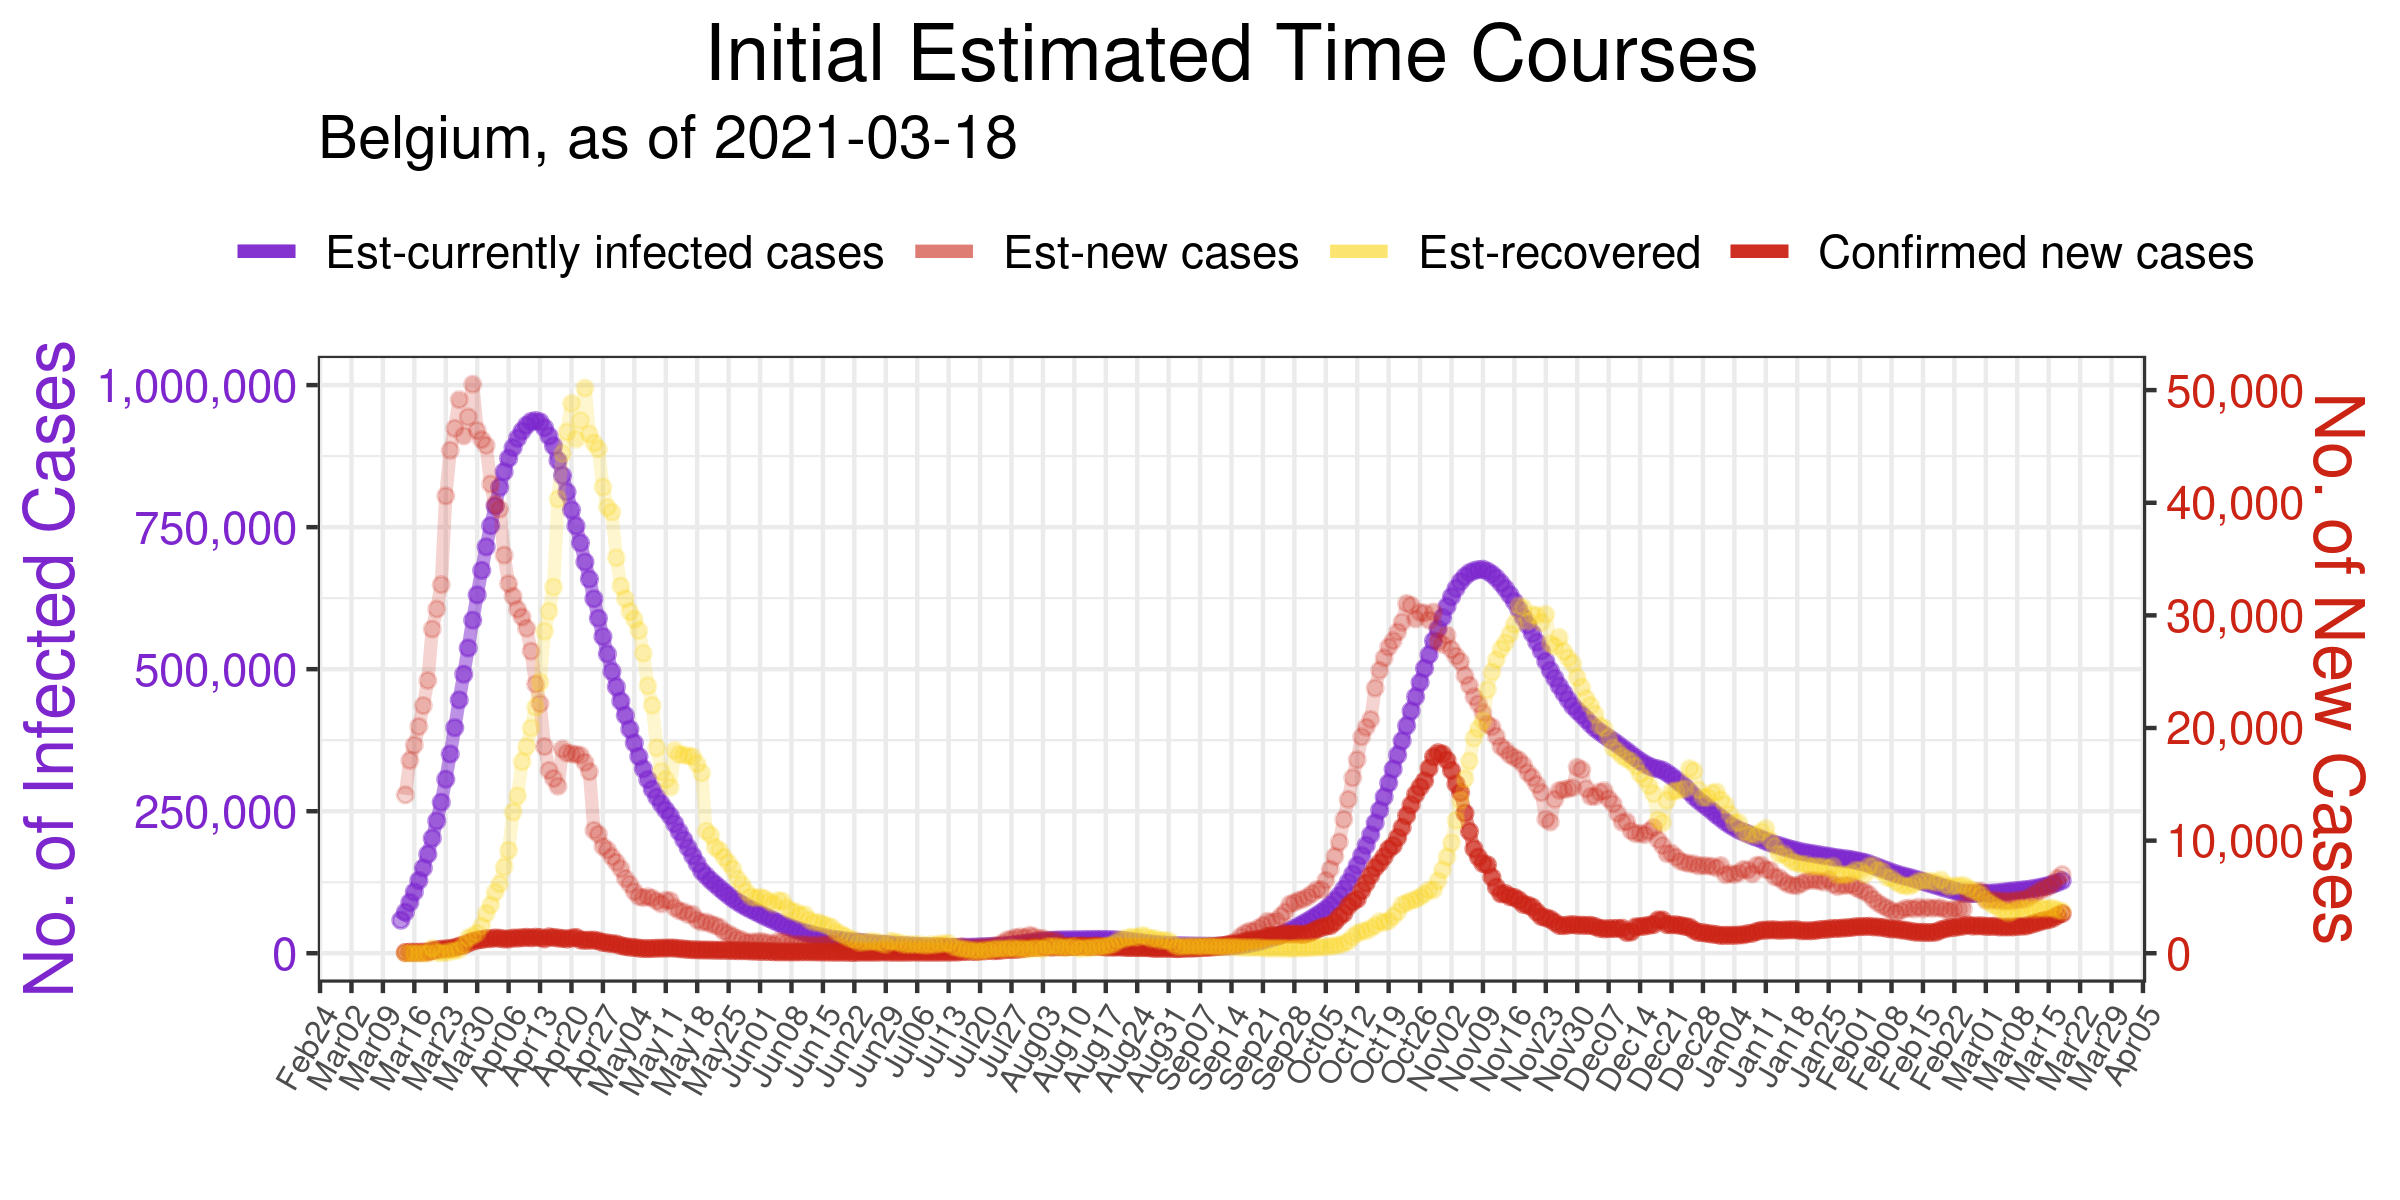 Initial Estimated Time Courses
Belgium, as of 2021-03-18
Est-currently infected cases Est-new cases Est-recovered Confirmed new cases
No. of Infected Cases
1,000,000
750,000
500,000
250,000
0
50,000
40,000
30,000
20,000
10,000
0
No. of New Cases
Feb24 Mar02 Mar09 Mar16 Mar23 Mar30 Apr06 Apr13 Apr20 Apr27 May04 May11 May18 May25 Jun01 Jun08 Jun15 Jun22 Jun29 Jul06 Jul13 Jul20 Jul27 Aug03 Aug10 Aug17 Aug24 Aug31 Sep07 Sep14 Sep21 Sep28 Oct05 Oct12 Oct19 Oct26 Nov02 Nov09 Nov16 Nov23 Nov30 Dec07 Dec14 Dec21 Dec28 Dec04 Jan11 Jan18 Jan25 Feb01 Feb08 Feb15 Feb22 Mar01 Mar08 Mar15 Mar22 Mar29 Apr05